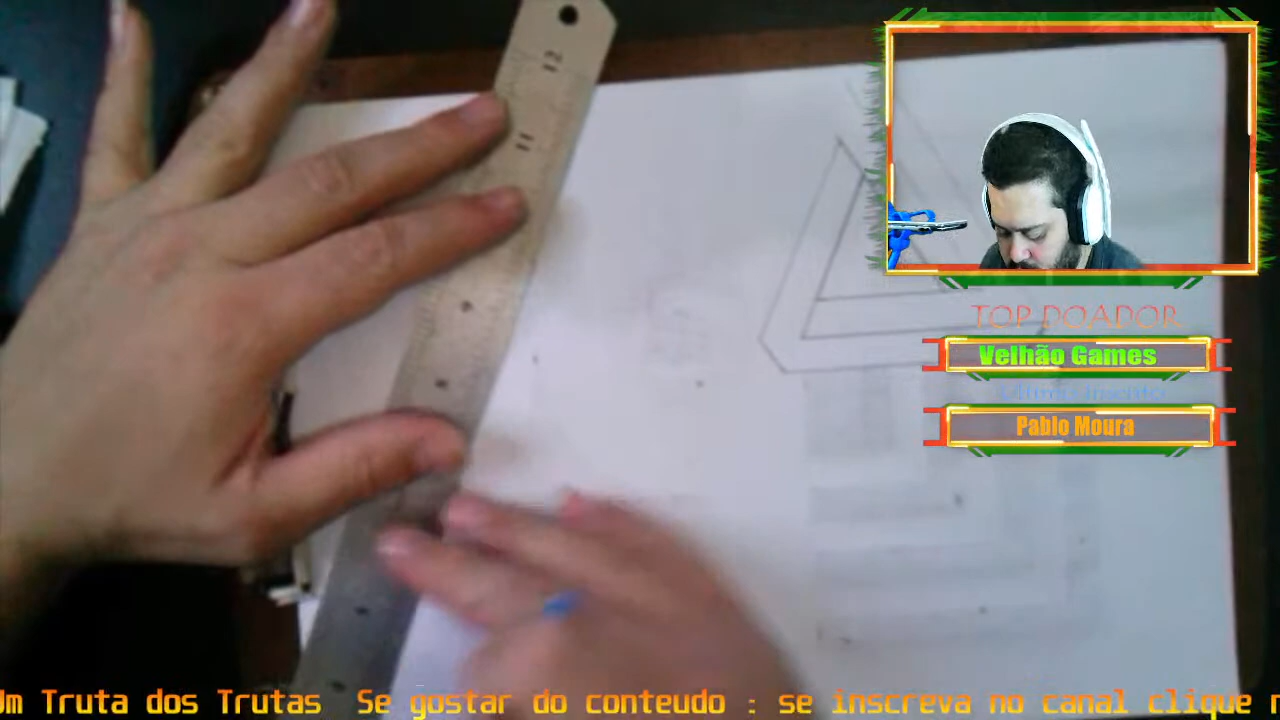 12
11
TOP DOADOR
Velhão Games
Pablo Moura
Um Truta dos Trutas Se gostar do conteudo : se inscreva no canal clique